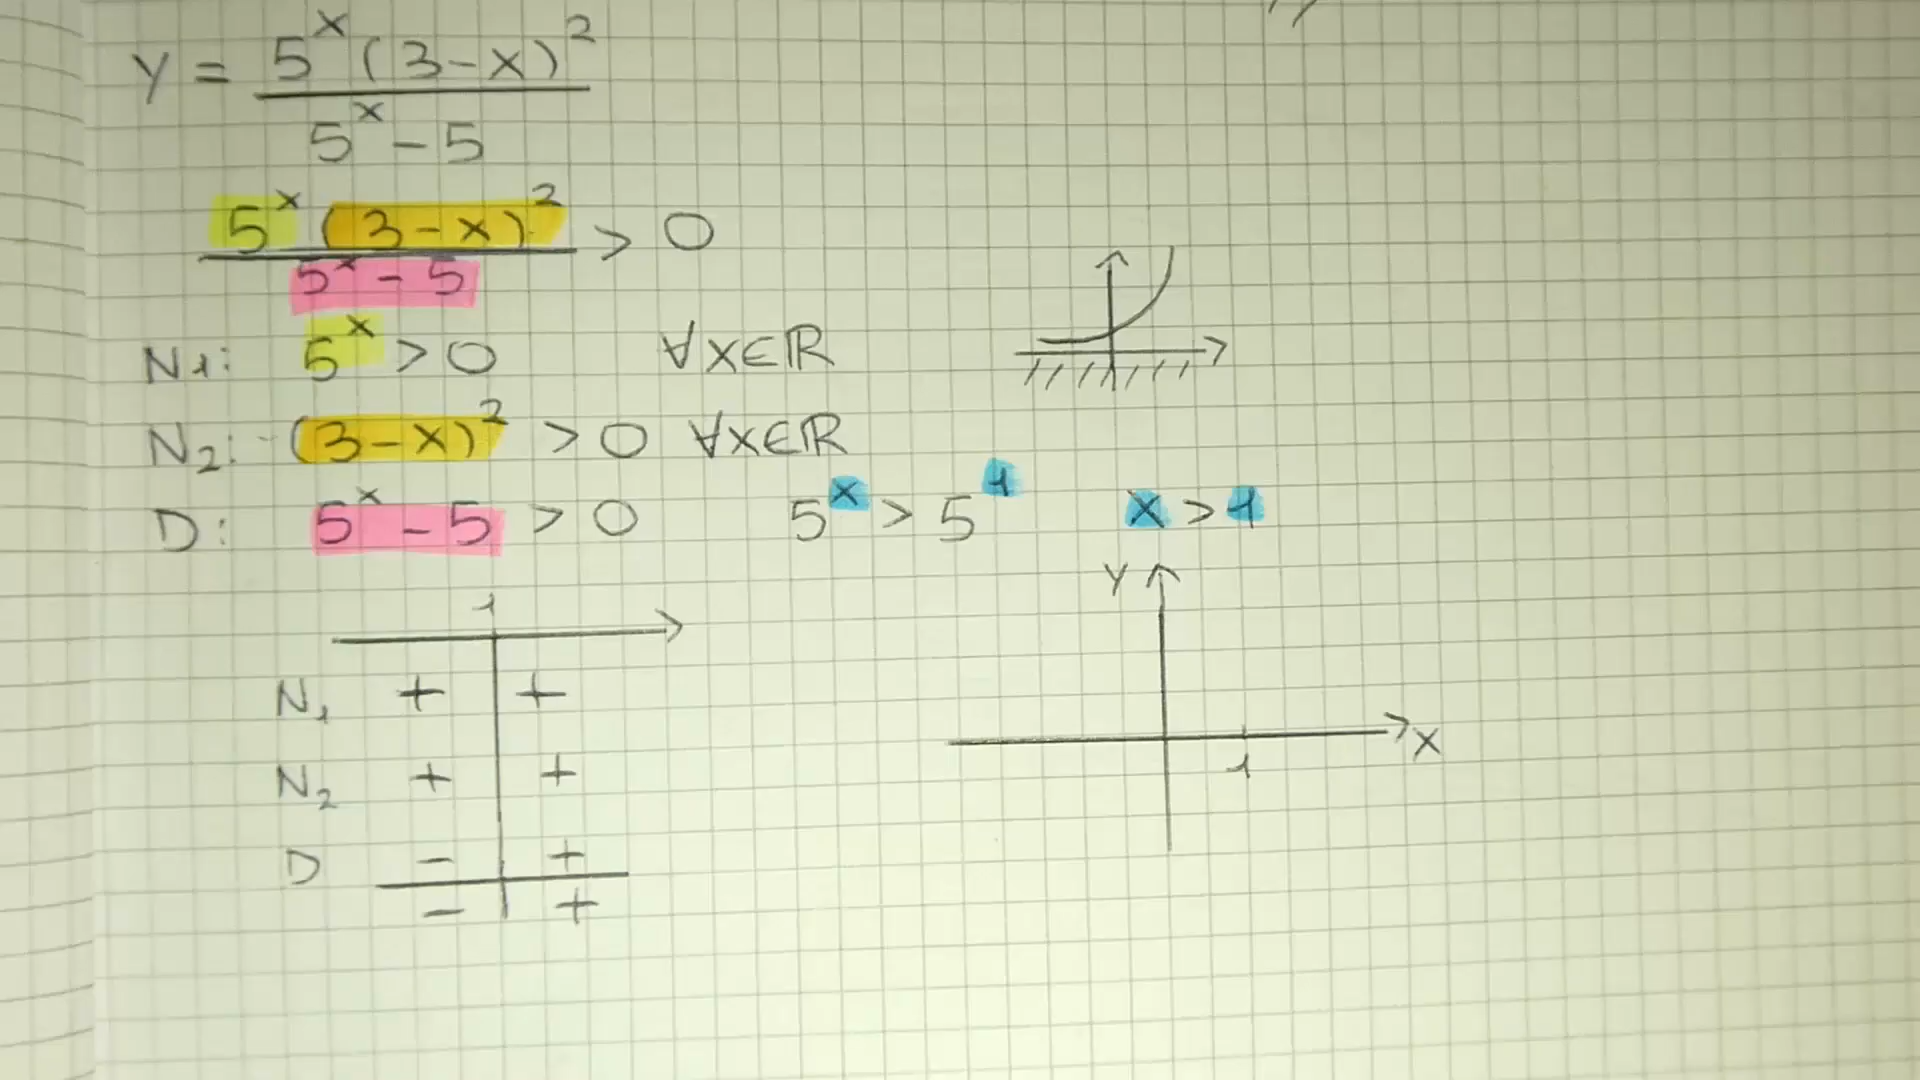 y = 5^x (3-x)^2 / 5^x - 5
5^x (3-x)^2 / 5^x - 5 > 0
N1: 5^x > 0 ∀x∈ℝ
N2: (3-x)^2 > 0 ∀x∈ℝ
D: 5^x - 5 > 0 5^x > 5^1 x > 1
1
N1 + +
N2 + +
D - +
- +
Y
X
1